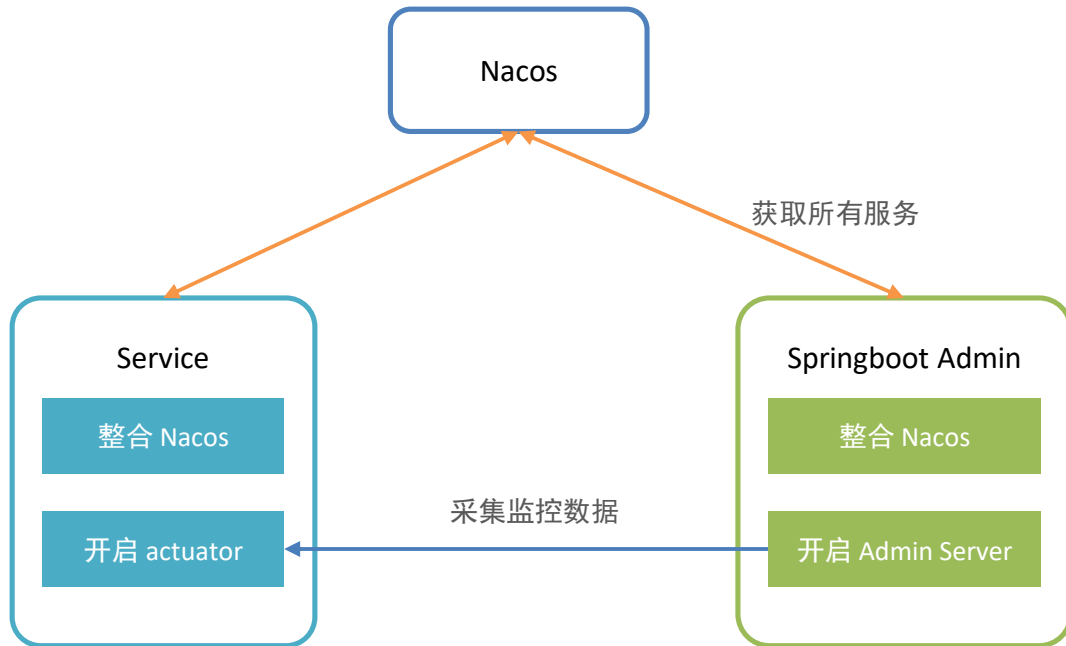 Nacos
获取所有服务
Service
Springboot Admin
整合 Nacos
整合 Nacos
采集监控数据
开启 actuator
开启 Admin Server